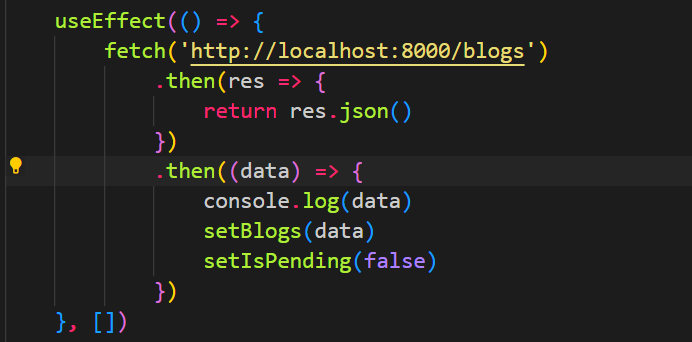 useEffect(() => {
    fetch('http://localhost:8000/blogs')
        .then(res => {
            return res.json()
        })
        .then((data) => {
            console.log(data)
            setBlogs(data)
            setIsPending(false)
        })
}, [])